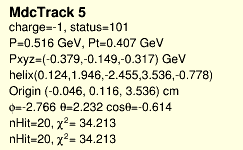 MdcTrack 5
charge=-1, status=101
P=0.516 GeV, Pt=0.407 GeV
Pxyz=(-0.379,-0.149,-0.317) GeV
helix(0.124,1.946,-2.455,3.536,-0.778)
Origin (-0.046, 0.116, 3.536) cm
ϕ=-2.766 θ=2.232 cosθ=-0.614
nHit=20, χ²= 34.213
nHit=20, χ²= 34.213